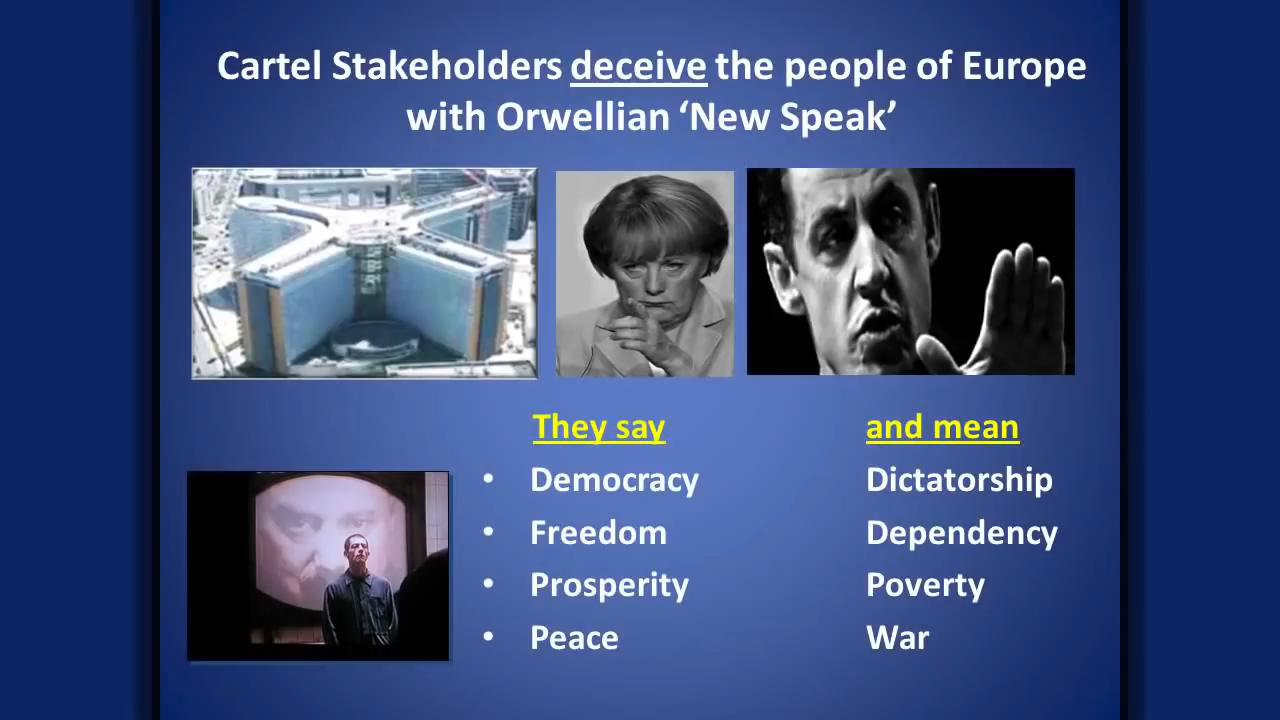 Cartel Stakeholders deceive the people of Europe
with Orwellian ‘New Speak’
They say and mean
• Democracy Dictatorship
• Freedom Dependency
• Prosperity Poverty
• Peace War